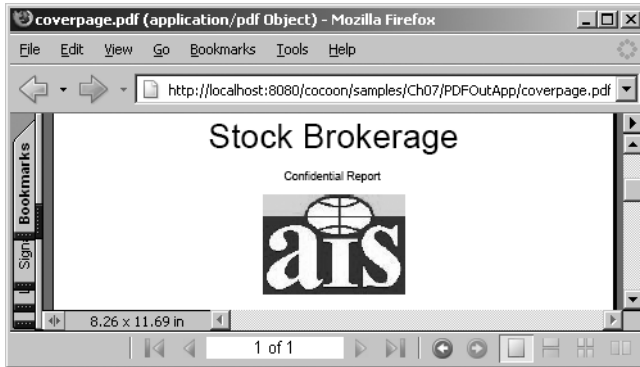 coverpage.pdf (application/pdf Object) - Mozilla Firefox
File Edit View Go Bookmarks Tools Help
http://localhost:8080/cocoon/samples/Ch07/PDFOutApp/coverpage.pdf
Bookmarks
Sign
Stock Brokerage
Confidential Report
aIS
8.26 x 11.69 in
1 of 1